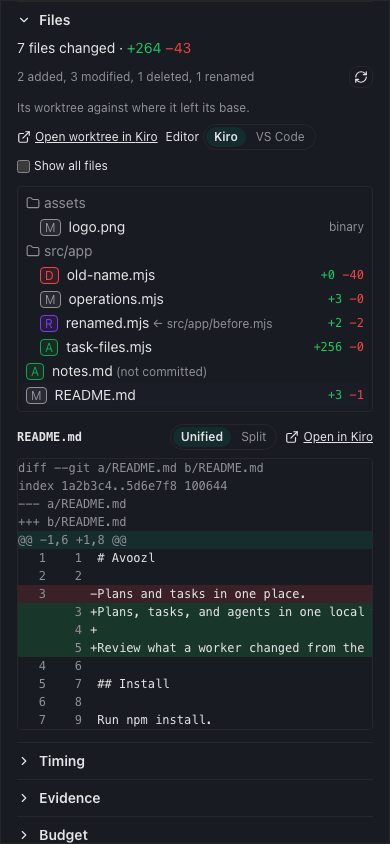 Files
7 files changed · +264 −43
2 added, 3 modified, 1 deleted, 1 renamed
Its worktree against where it left its base.
Open worktree in Kiro Editor Kiro VS Code
Show all files
assets
M logo.png binary
src/app
D old-name.mjs +0 −40
M operations.mjs +3 −0
R renamed.mjs ← src/app/before.mjs +2 −2
A task-files.mjs +256 −0
A notes.md (not committed)
M README.md +3 −1
README.md Unified Split Open in Kiro
diff --git a/README.md b/README.md
index 1a2b3c4..5d6e7f8 100644
--- a/README.md
+++ b/README.md
@@ -1,6 +1,8 @@
1 1 # Avoozl
2 2
3 -Plans and tasks in one place.
3 +Plans, tasks, and agents in one local
4 +
5 +Review what a worker changed from the
4 6
5 7 ## Install
6 8
7 9 Run npm install.
Timing
Evidence
Budget